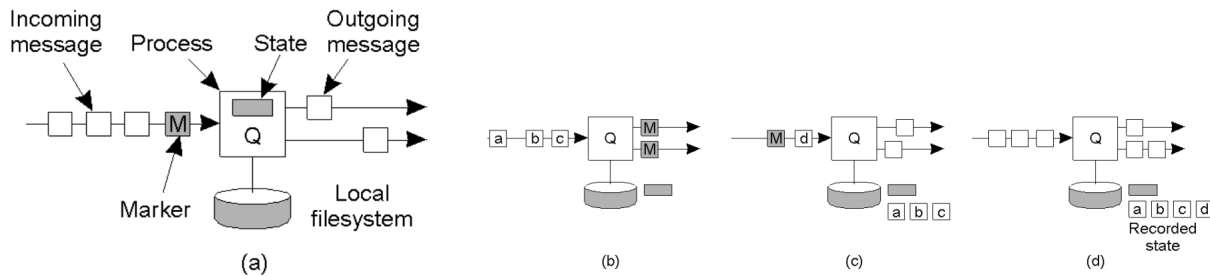 Incoming message
Process
State
Outgoing message
M
Q
Marker
Local filesystem
(a)
a b c
Q
M
M
(b)
M d
Q
a b c
(c)
Q
a b c d
Recorded state
(d)